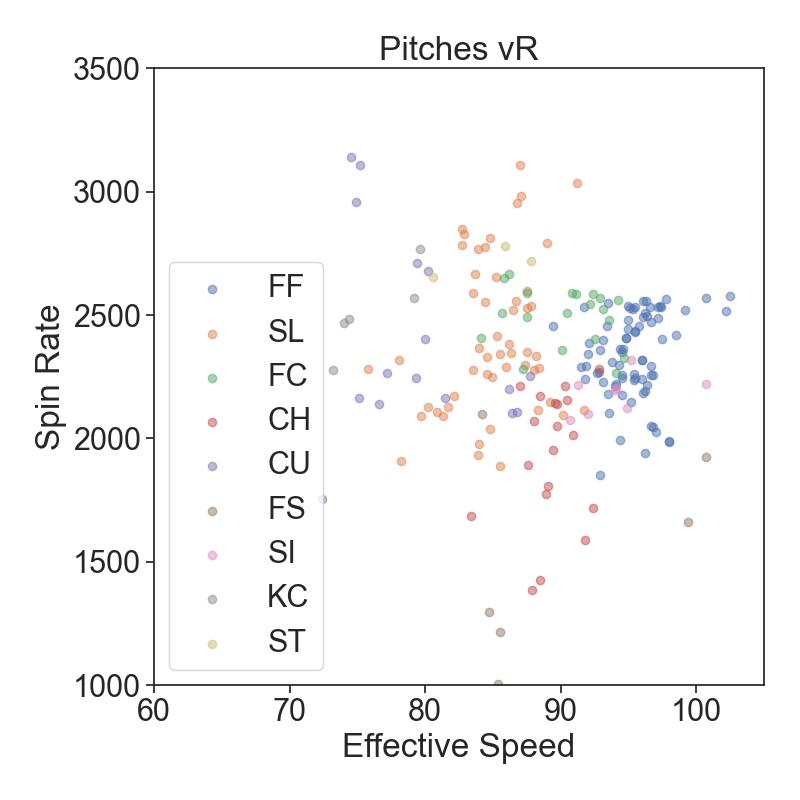 Pitches vR
3500
3000
2500
2000
1500
1000
Spin Rate
FF
SL
FC
CH
CU
FS
SI
KC
ST
60 70 80 90 100
Effective Speed